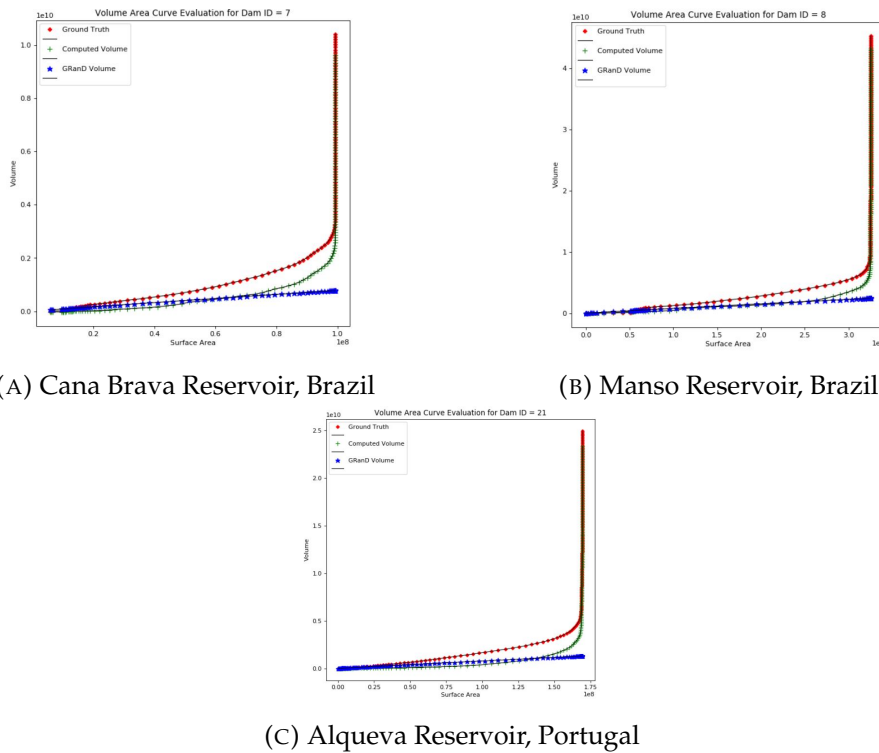 Volume Area Curve Evaluation for Dam ID = 7
1e10
Ground Truth
Computed Volume
GRanD Volume
1.0
0.8
0.6
0.4
0.2
0.0
Volume
0.2
0.4
0.6
0.8
1.0
1e8
Surface Area
(A) Cana Brava Reservoir, Brazil
Volume Area Curve Evaluation for Dam ID = 8
1e10
Ground Truth
Computed Volume
GRanD Volume
4
3
2
1
0
Volume
0.0
0.5
1.0
1.5
2.0
2.5
3.0
Surface Area
(B) Manso Reservoir, Brazil
Volume Area Curve Evaluation for Dam ID = 21
1e10
Ground Truth
Computed Volume
GRanD Volume
2.5
2.0
1.5
1.0
0.5
0.0
Volume
0.00
0.25
0.50
0.75
1.00
1.25
1.50
1.75
1e8
Surface Area
(C) Alqueva Reservoir, Portugal